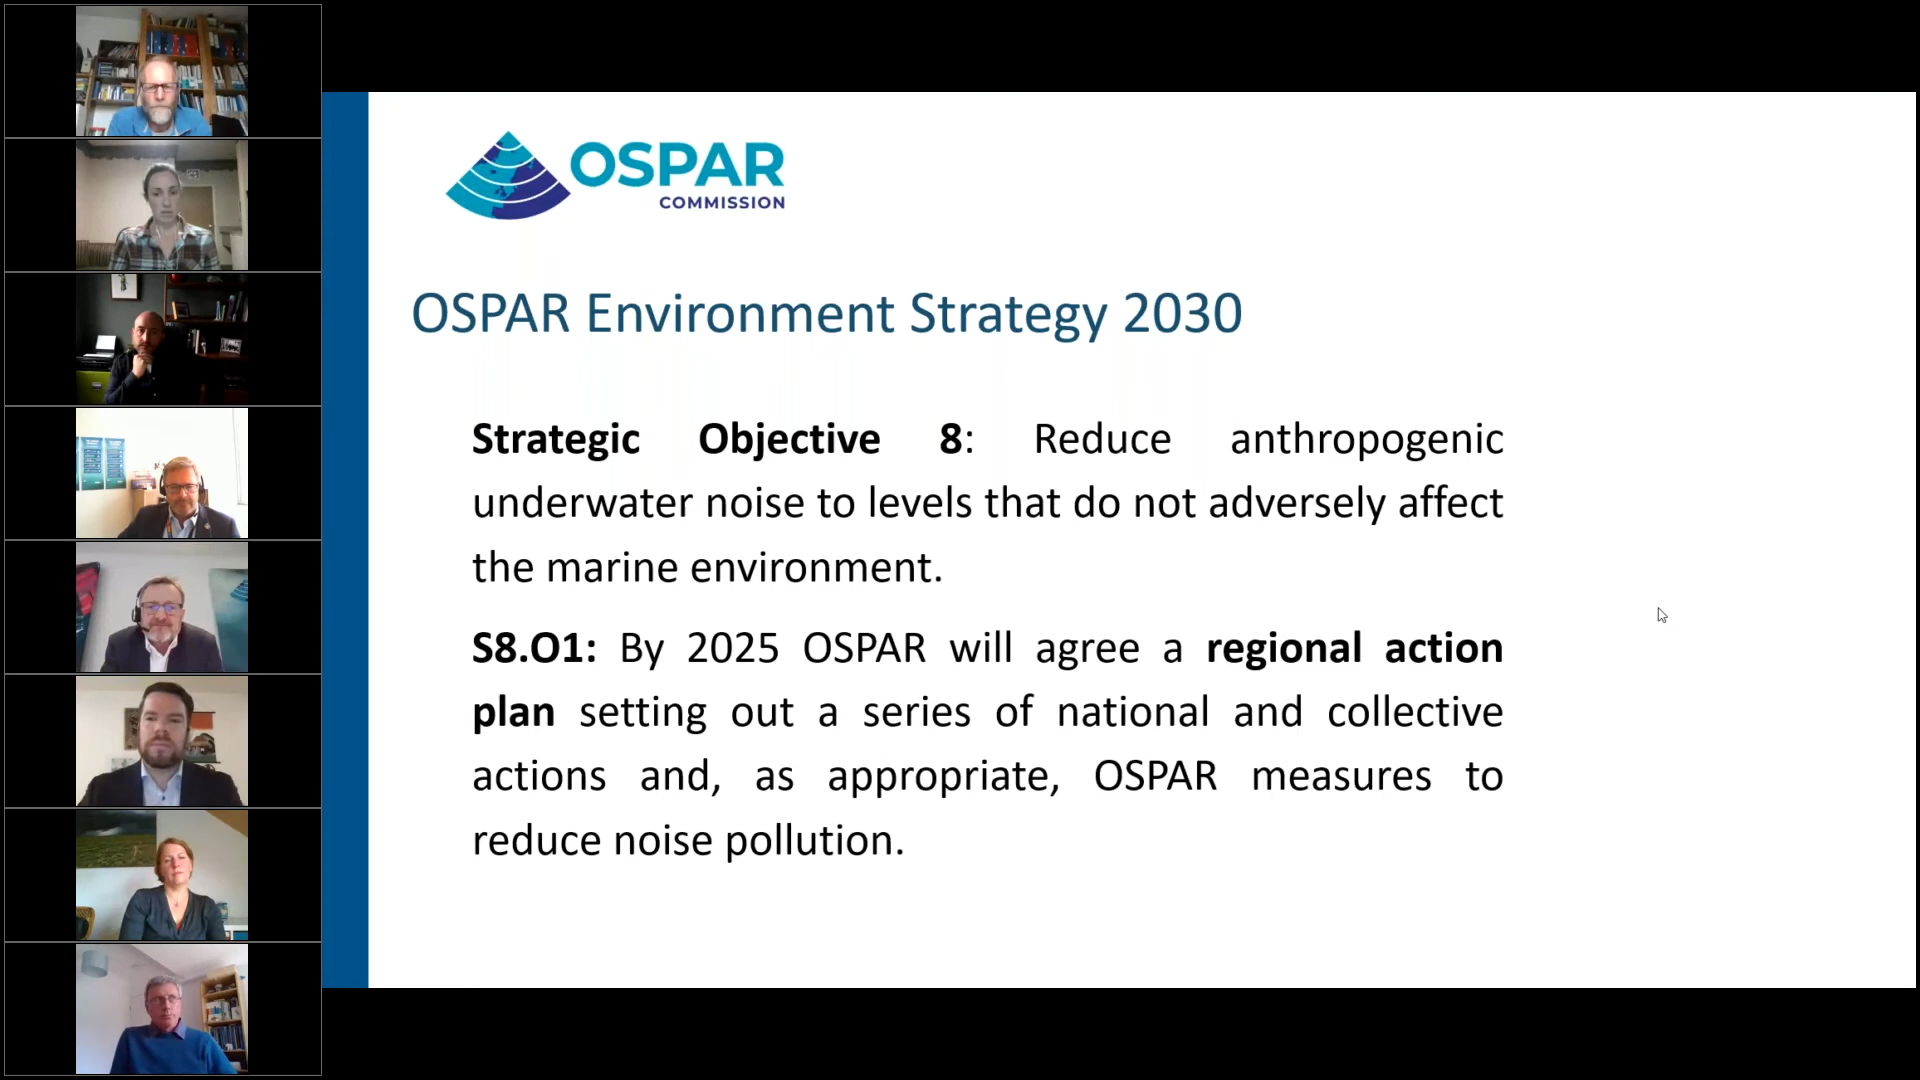 OSPAR
COMMISSION
OSPAR Environment Strategy 2030
Strategic Objective 8: Reduce anthropogenic
underwater noise to levels that do not adversely affect
the marine environment.
S8.O1: By 2025 OSPAR will agree a regional action
plan setting out a series of national and collective
actions and, as appropriate, OSPAR measures to
reduce noise pollution.